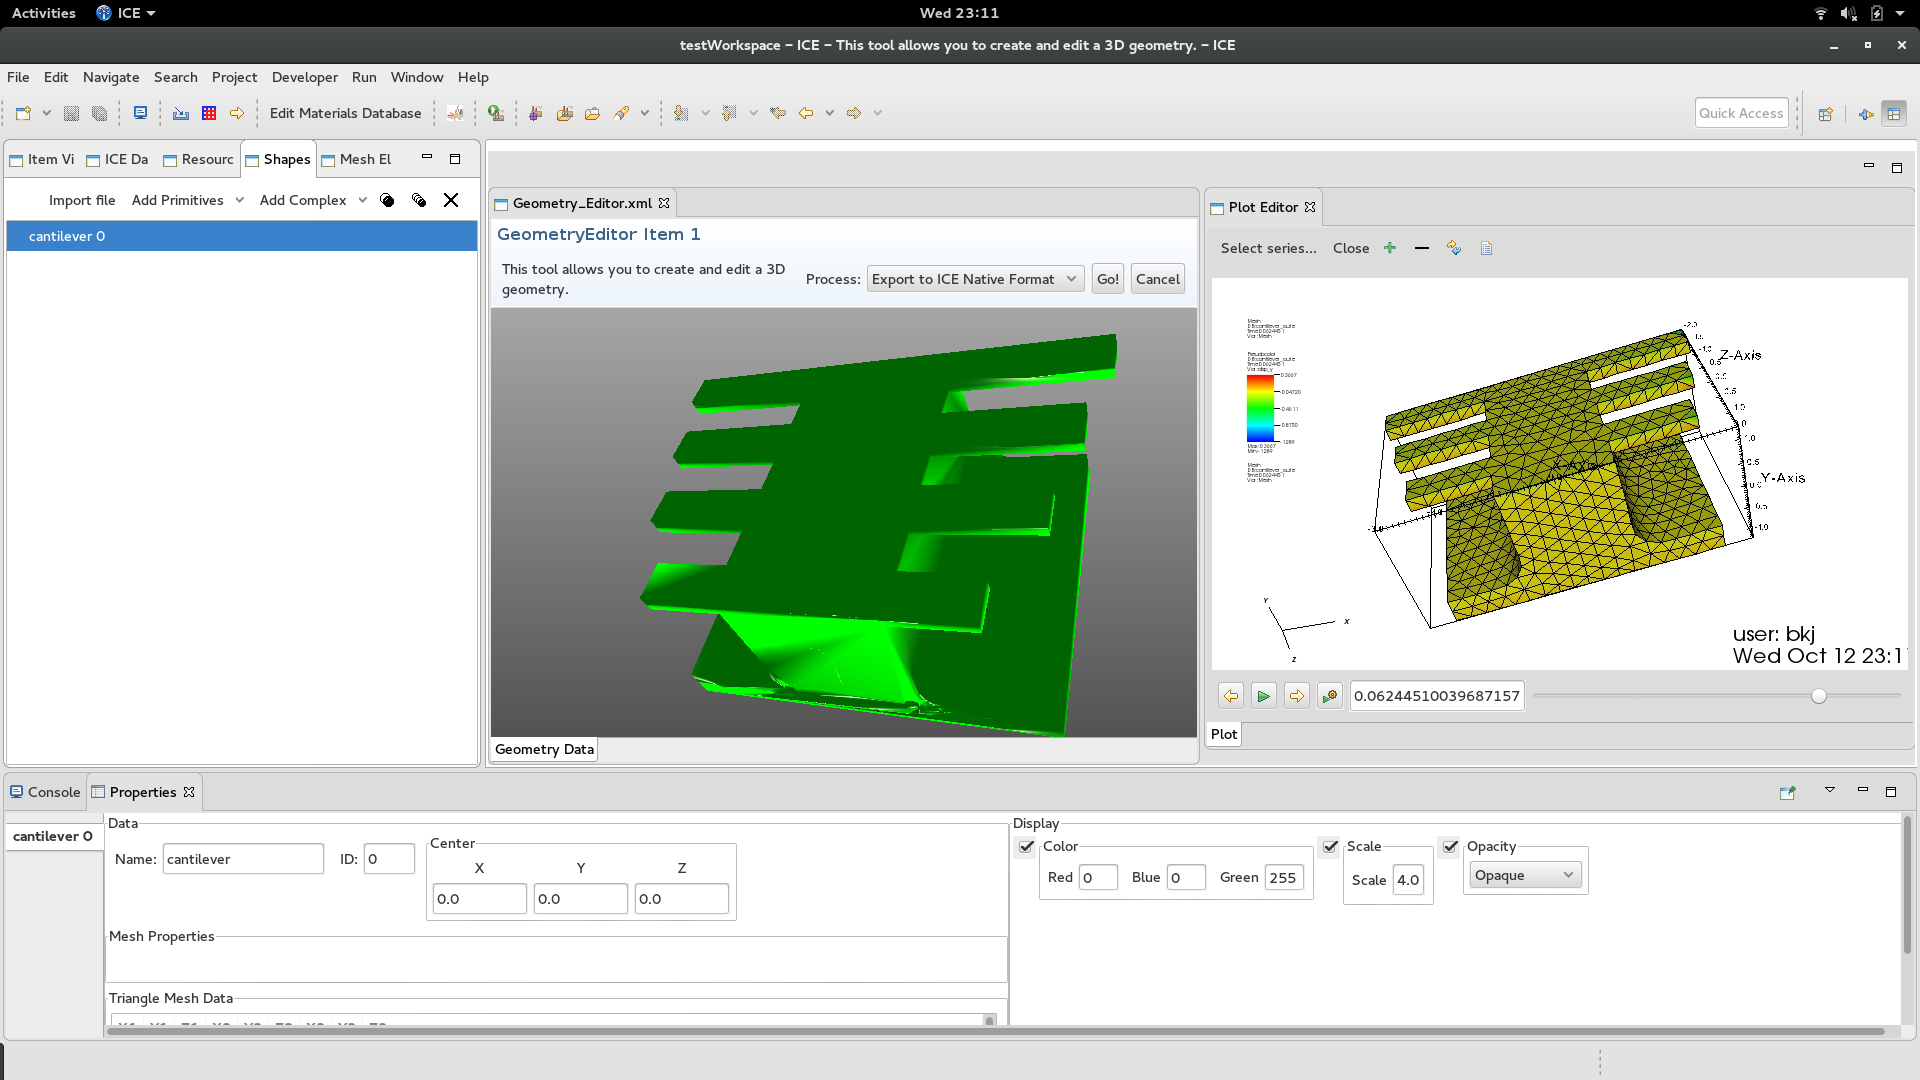 Activities ICE Wed 23:11
testWorkspace – ICE – This tool allows you to create and edit a 3D geometry. – ICE
File Edit Navigate Search Project Developer Run Window Help
Edit Materials Database
Quick Access
Item Vi ICE Da Resourc Shapes Mesh El
Import file Add Primitives Add Complex
cantilever 0
Geometry_Editor.xml
GeometryEditor Item 1
This tool allows you to create and edit a 3D
geometry.
Process: Export to ICE Native Format Go! Cancel
Geometry Data
Plot Editor
Select series... Close
Mesh
Z-Axis
Y-Axis
X-Axis
Y
X
Z
user: bkj
Wed Oct 12 23:1
0.06244510039687157
Plot
Console Properties
cantilever 0
Data
Name: cantilever ID: 0
Center
X Y Z
0.0 0.0 0.0
Mesh Properties
Triangle Mesh Data
Display
Color
Red 0 Blue 0 Green 255
Scale
Scale 4.0
Opacity
Opaque